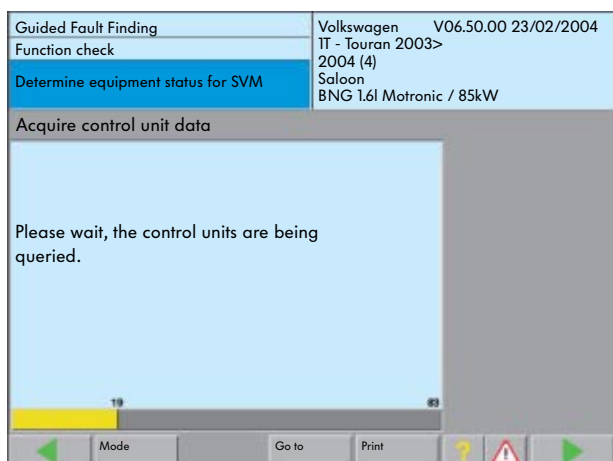 Guided Fault Finding
Function check
Determine equipment status for SVM
Volkswagen V06.50.00 23/02/2004
1T - Touran 2003>
2004 (4)
Saloon
BNG 1.6l Motronic / 85kW
Acquire control unit data
Please wait, the control units are being
queried.
19 83
Mode Go to Print ?